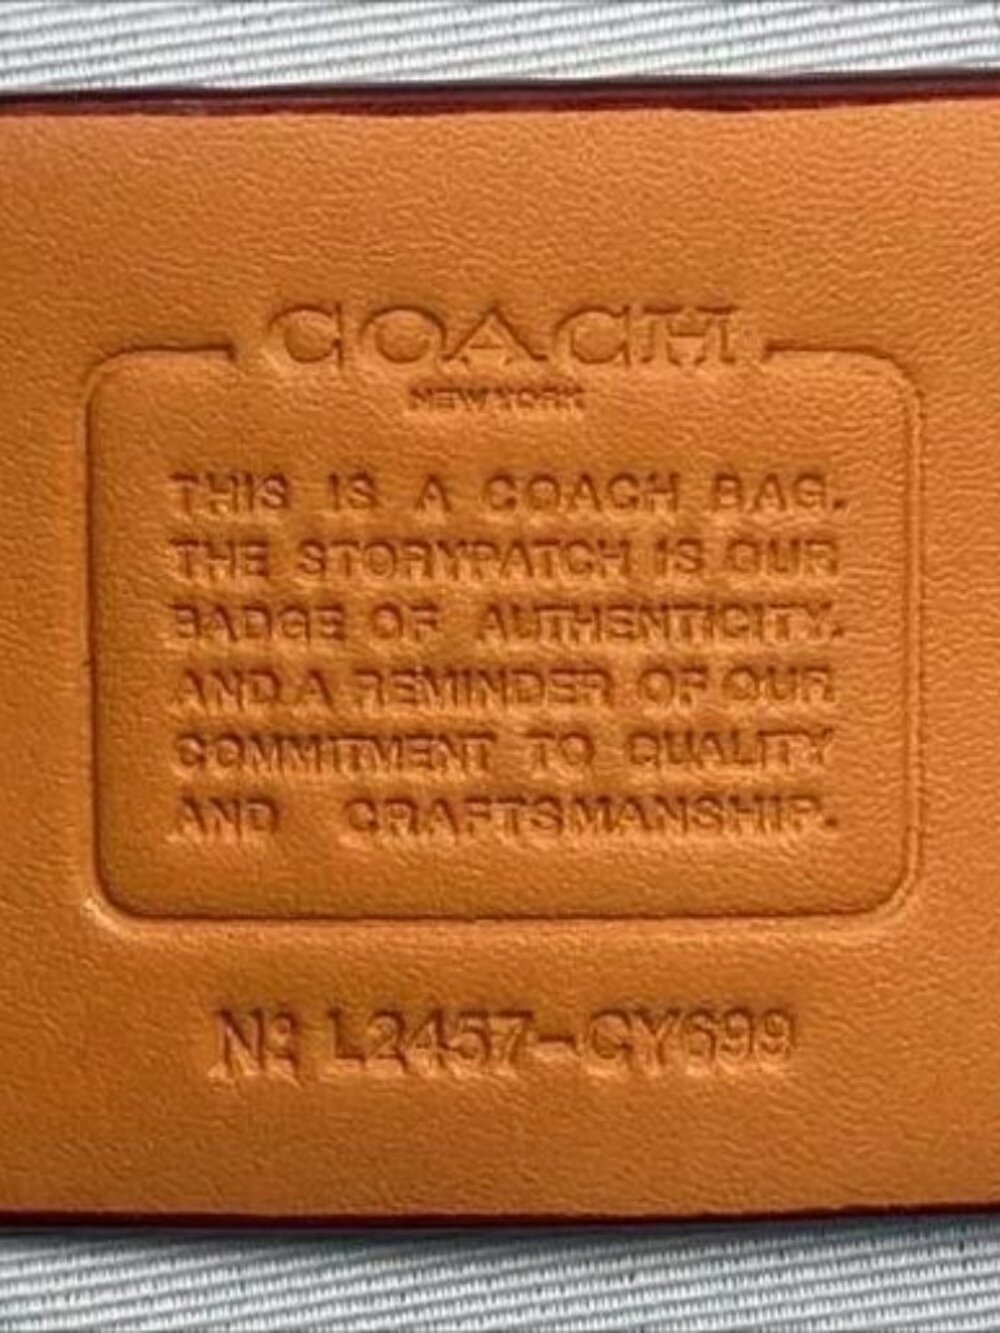 COACH
NEW YORK
THIS IS A COACH BAG.
THE STORYPATCH IS OUR
BADGE OF AUTHENTICITY.
AND A REMINDER OF OUR
COMMITMENT TO QUALITY
AND CRAFTSMANSHIP.
Nº L2457-CY699